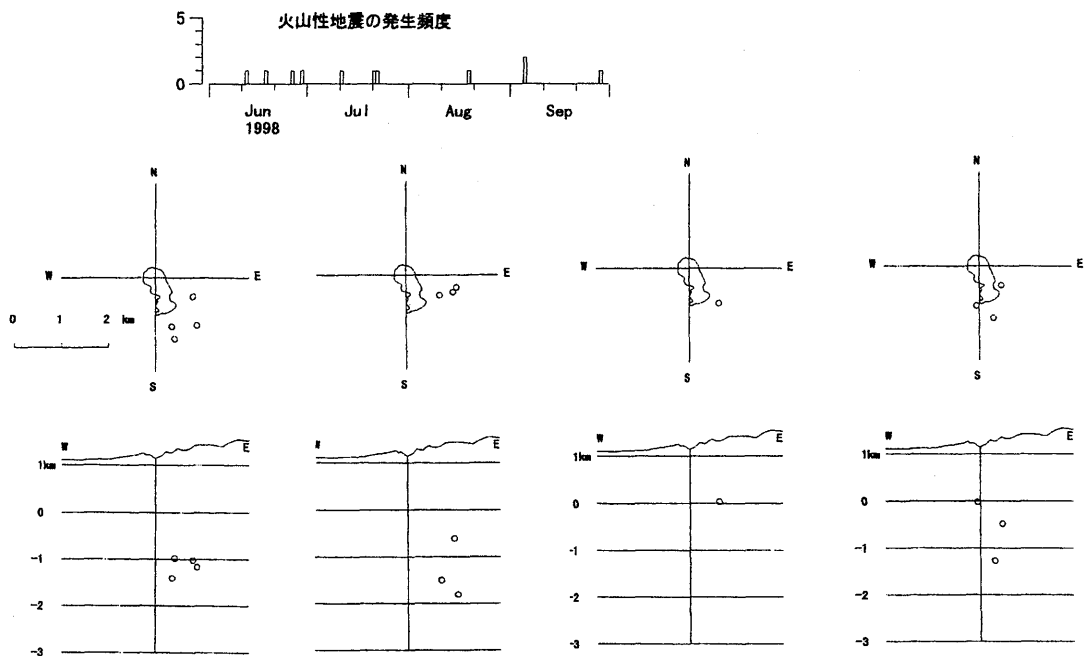 火山性地震の発生頻度
5
0
Jun Jul Aug Sep
1998
N N N N
W E E W E W E
0 1 2 km
S S S S
W E W E W E W E
1km 1km 1km
0 0 0
-1 -1 -1
-2 -2 -2
-3 -3 -3